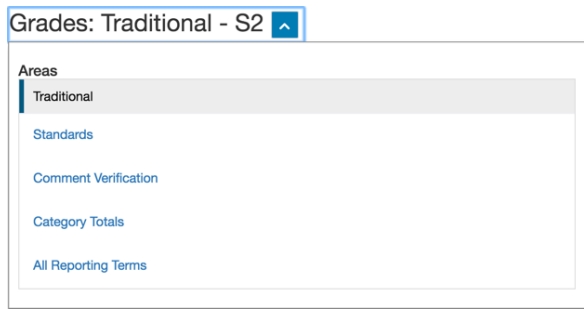 Grades: Traditional - S2
Areas
Traditional
Standards
Comment Verification
Category Totals
All Reporting Terms